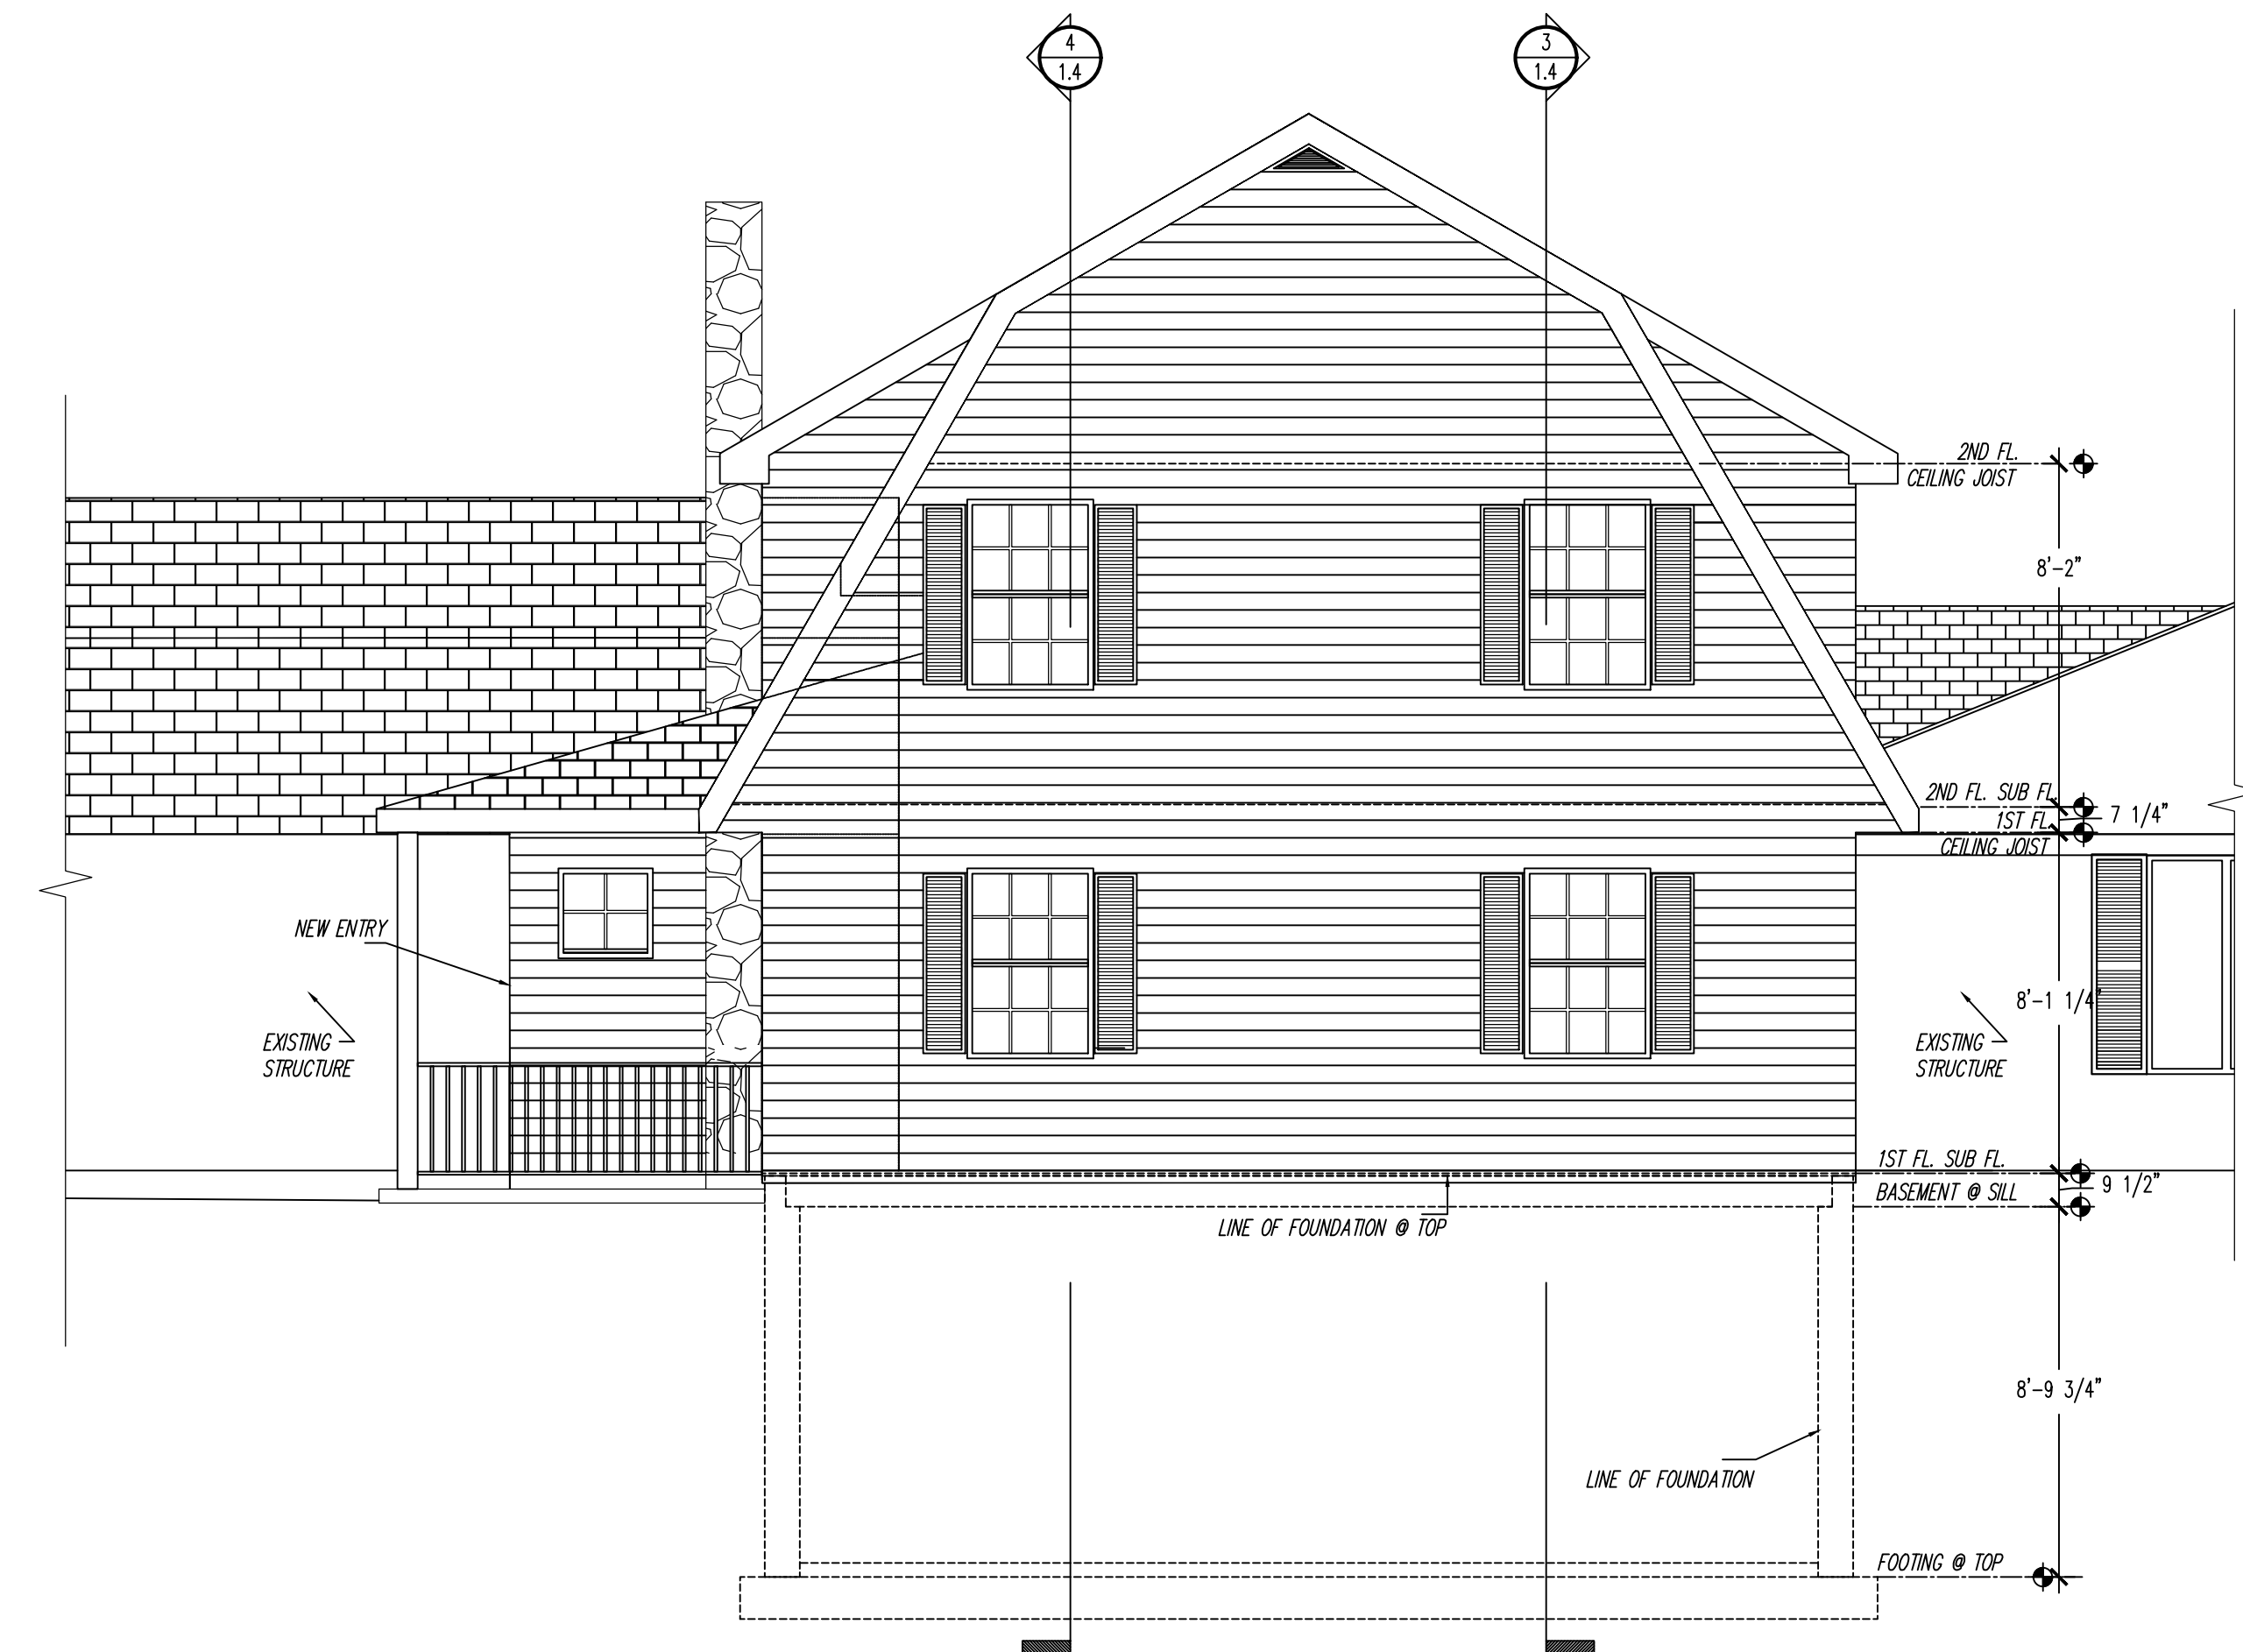 4
1.4
3
1.4
2ND FL.
CEILING JOIST
8'-2"
2ND FL. SUB FL.
7 1/4"
1ST FL.
CEILING JOIST
NEW ENTRY
8'-1 1/4"
EXISTING
STRUCTURE
EXISTING
STRUCTURE
1ST FL. SUB FL.
9 1/2"
BASEMENT @ SILL
LINE OF FOUNDATION @ TOP
8'-9 3/4"
LINE OF FOUNDATION
FOOTING @ TOP